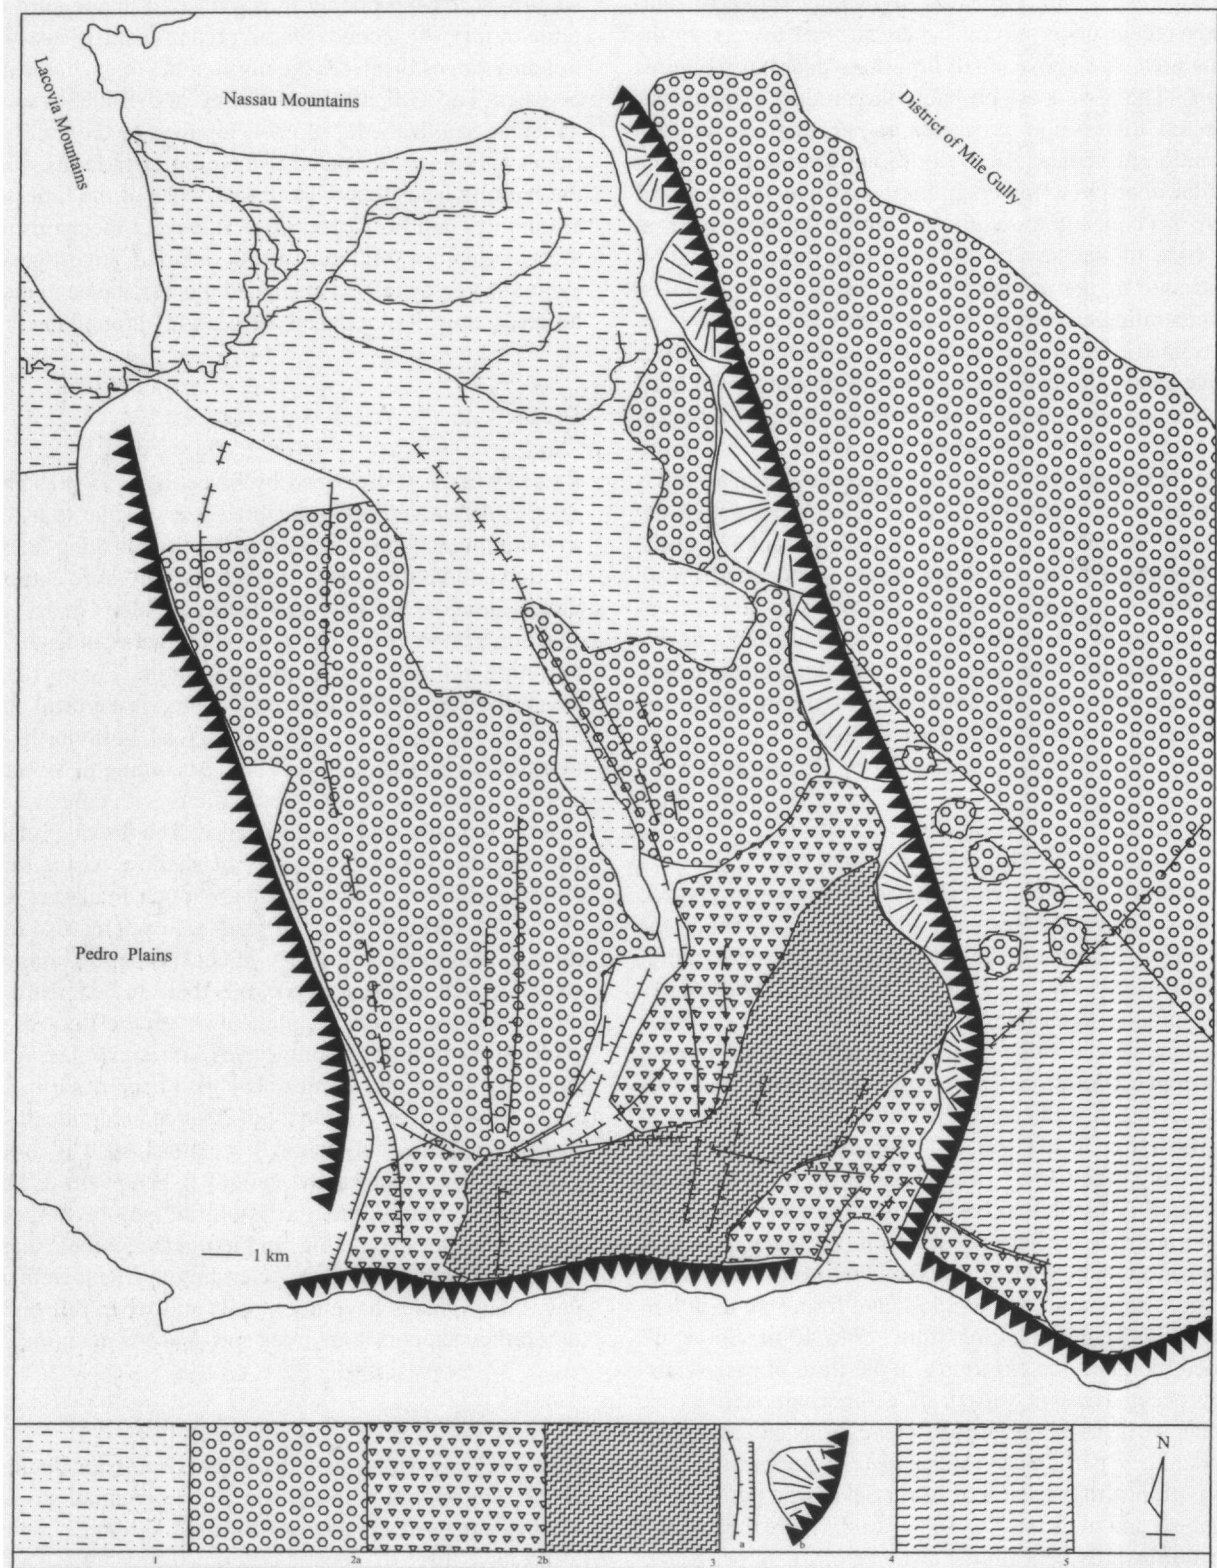 Lacovia Mountains
Nassau Mountains
District of Mile Gully
Pedro Plains
1 km
N
a
b
1
2a
2b
3
4
5